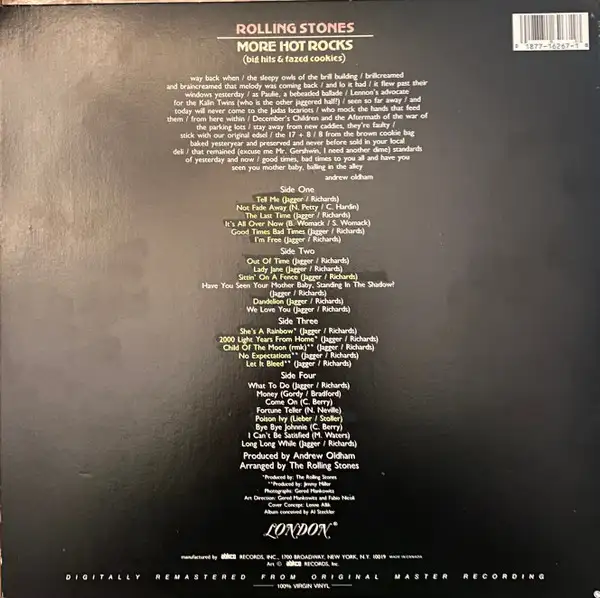 ROLLING STONES
MORE HOT ROCKS
(big hits & fazed cookies)
8 1877-16267-1
way back when / the sleepy owls of the brill building / brillcreamed
and braincreamed that melody was coming back / and lo it had / it flew past their
windows yesterday / as Paulie, a bebeaded ballade / Lennon's advocate
for the Kalin Twins (who is the other jaggered half?) / seen so far away / and
today will never come to the Judas Iscariots / who mock the hands that feed
them / from here within / December's Children and the Aftermath of the war of
the parking lots / stay away from new caddies, they're faulty /
stick with our original edsel / the 17 + 8 / 8 from the brown cookie bag
baked yesteryear and preserved and never before sold in your local
deli / that remained (excuse me Mr. Gershwin, I need another dime) standards
of yesterday and now / good times, bad times to you all and have you
seen you mother baby, balling in the alley
andrew oldham
Side One
Tell Me (Jagger / Richards)
Not Fade Away (N. Petty / C. Hardin)
The Last Time (Jagger / Richards)
It's All Over Now (B. Womack / S. Womack)
Good Times Bad Times (Jagger / Richards)
I'm Free (Jagger / Richards)
Side Two
Out Of Time (Jagger / Richards)
Lady Jane (Jagger / Richards)
Sittin' On A Fence (Jagger / Richards)
Have You Seen Your Mother Baby, Standing In The Shadow?
(Jagger / Richards)
Dandelion (Jagger / Richards)
We Love You (Jagger / Richards)
Side Three
She's A Rainbow* (Jagger / Richards)
2000 Light Years From Home* (Jagger / Richards)
Child Of The Moon (rmk)** (Jagger / Richards)
No Expectations** (Jagger / Richards)
Let It Bleed** (Jagger / Richards)
Side Four
What To Do (Jagger / Richards)
Money (Gordy / Bradford)
Come On (C. Berry)
Fortune Teller (N. Neville)
Poison Ivy (Lieber / Stoller)
Bye Bye Johnnie (C. Berry)
I Can't Be Satisfied (M. Waters)
Long Long While (Jagger / Richards)
Produced by Andrew Oldham
Arranged by The Rolling Stones
*Produced by: The Rolling Stones
**Produced by: Jimmy Miller
Photographs: Gered Mankowitz
Art Direction: Gered Mankowitz and Fabio Nicoli
Cover Concept: Lenne Allik
Album conceived by Al Steckler
LONDON®
manufactured by abkco RECORDS, INC., 1700 BROADWAY, NEW YORK, N.Y. 10019 MADE IN CANADA
Art © abkco RECORDS, Inc.
DIGITALLY REMASTERED FROM ORIGINAL MASTER RECORDING
100% VIRGIN VINYL